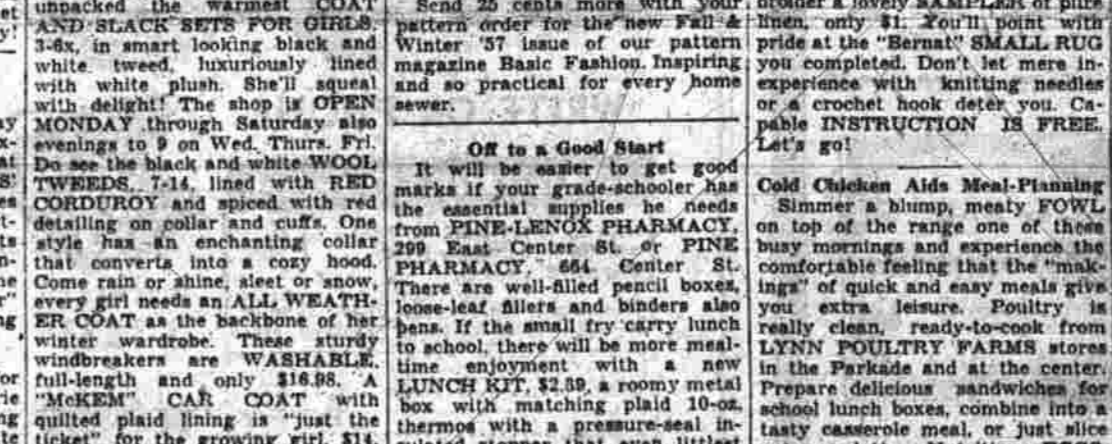 unpacked the warmest COAT
AND SLACK SETS FOR GIRLS,
3-6x, in smart looking black and
white tweed, luxuriously lined
with white plush. She'll squeal
with delight! The shop is OPEN
MONDAY through Saturday also
evenings to 9 on Wed. Thurs. Fri.
Do see the black and white WOOL
TWEEDS, 7-14, lined with RED
CORDUROY and spiced with red
detailing on collar and cuffs. One
style has an enchanting collar
that converts into a cozy hood.
Come rain or shine, sleet or snow,
every girl needs an ALL WEATH-
ER COAT as the backbone of her
winter wardrobe. These sturdy
windbreakers are WASHABLE,
full-length and only $16.98. A
"McKEM" CAR COAT with
quilted plaid lining is "just the
ticket" for the growing girl, $14.
Send 25 cents more with your
pattern order for the new Fall &
Winter '57 issue of our pattern
magazine Basic Fashion. Inspiring
and so practical for every home
sewer.
Off to a Good Start
It will be easier to get good
marks if your grade-schooler has
the essential supplies he needs
from PINE-LENOX PHARMACY,
299 East Center St. or PINE
PHARMACY, 664 Center St.
There are well-filled pencil boxes,
loose-leaf fillers and binders also
pens. If the small fry carry lunch
to school, there will be more meal-
time enjoyment with a new
LUNCH KIT, $2.89, a roomy metal
box with matching plaid 10-oz.
thermos with a pressure-seal in-
broider a lovely SAMPLER of pure
linen, only $1. You'll point with
pride at the "Bernat" SMALL RUG
you completed. Don't let mere in-
experience with knitting needles
or a crochet hook deter you. Ca-
pable INSTRUCTION IS FREE.
Let's go!
Cold Chicken Aids Meal-Planning
Simmer a blump, meaty FOWL
on top of the range one of these
busy mornings and experience the
comfortable feeling that the "mak-
ings" of quick and easy meals give
you extra leisure. Poultry is
really clean, ready-to-cook from
LYNN POULTRY FARMS stores
in the Parkade and at the center.
Prepare delicious sandwiches for
school lunch boxes, combine into a
tasty casserole meal, or just slice